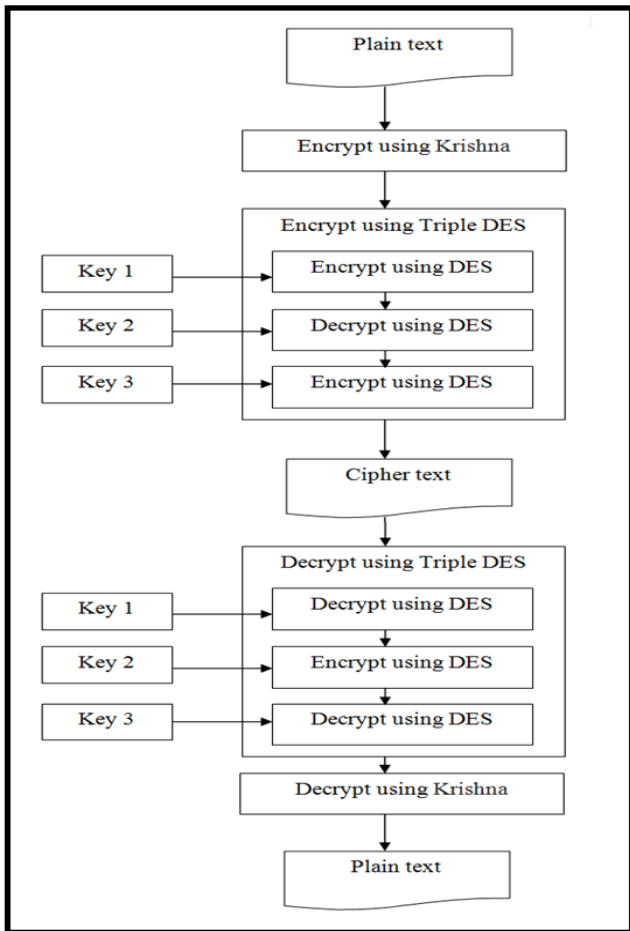 Plain text
Encrypt using Krishna
Encrypt using Triple DES
Key 1
Encrypt using DES
Key 2
Decrypt using DES
Key 3
Encrypt using DES
Cipher text
Decrypt using Triple DES
Key 1
Decrypt using DES
Key 2
Encrypt using DES
Key 3
Decrypt using DES
Decrypt using Krishna
Plain text